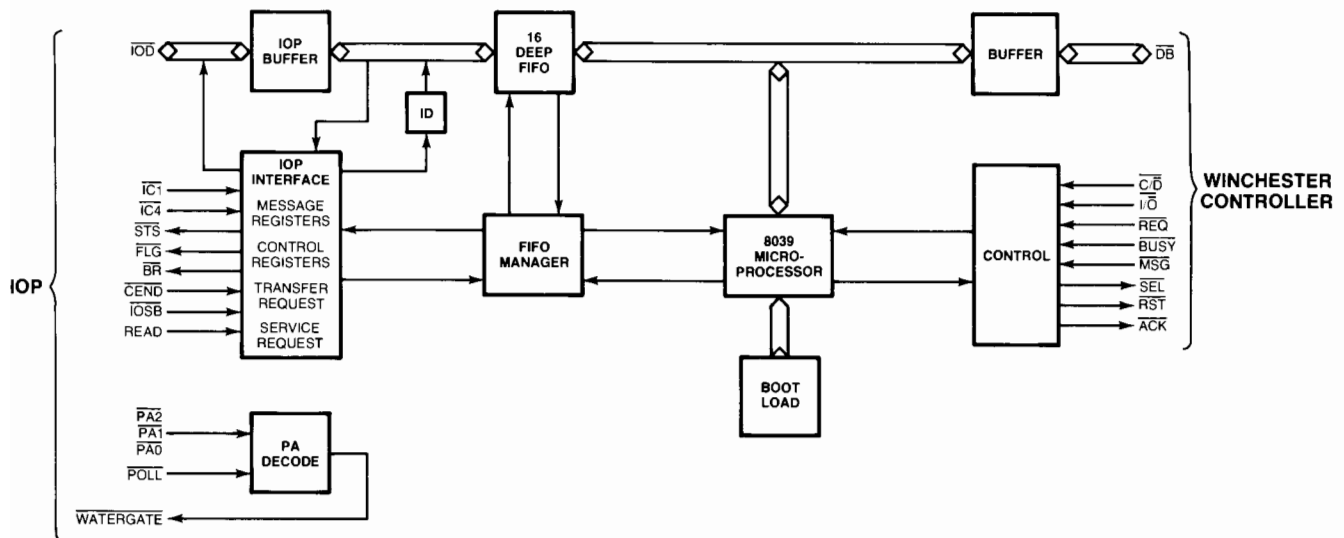 IOP
IOD
IOP
BUFFER
16
DEEP
FIFO
BUFFER
DB
ID
IOP
INTERFACE
MESSAGE
REGISTERS
CONTROL
REGISTERS
TRANSFER
REQUEST
SERVICE
REQUEST
IC1
IC4
STS
FLG
BR
CEND
IOSB
READ
FIFO
MANAGER
8039
MICRO-
PROCESSOR
CONTROL
C/D
I/O
REQ
BUSY
MSG
SEL
RST
ACK
WINCHESTER
CONTROLLER
BOOT
LOAD
PA2
PA1
PA0
POLL
PA
DECODE
WATERGATE